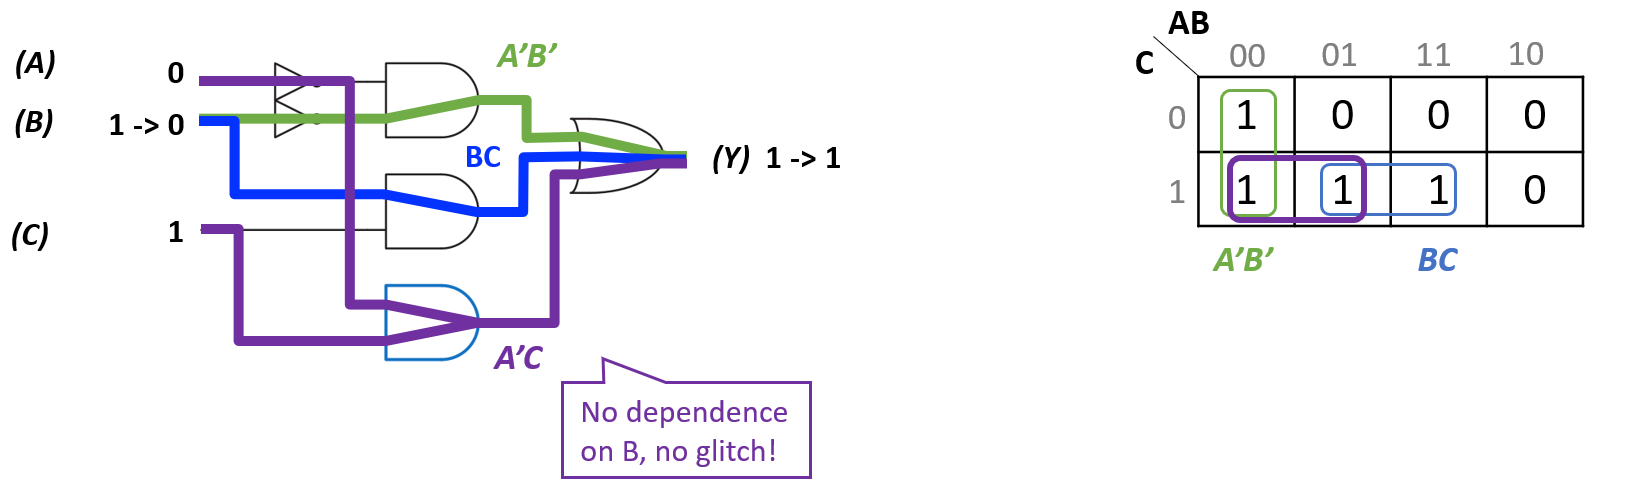 (A) 0
(B) 1 -> 0
(C) 1
A’B’
BC
A’C
(Y) 1 -> 1
No dependence
on B, no glitch!
AB
C
00 01 11 10
0 1 0 0 0
1 1 1 1 0
A’B’ BC